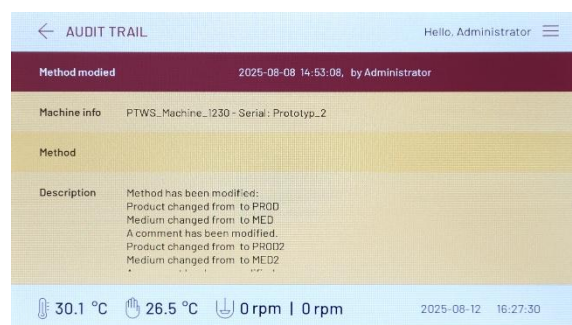 AUDIT TRAIL
Hello, Administrator
Method modied 2025-08-08 14:53:08, by Administrator
Machine info PTWS_Machine_1230 - Serial: Prototyp_2
Method
Description Method has been modified:
Product changed from to PROD
Medium changed from to MED
A comment has been modified.
Product changed from to PROD2
Medium changed from to MED2
30.1 °C 26.5 °C 0 rpm | 0 rpm 2025-08-12 16:27:30